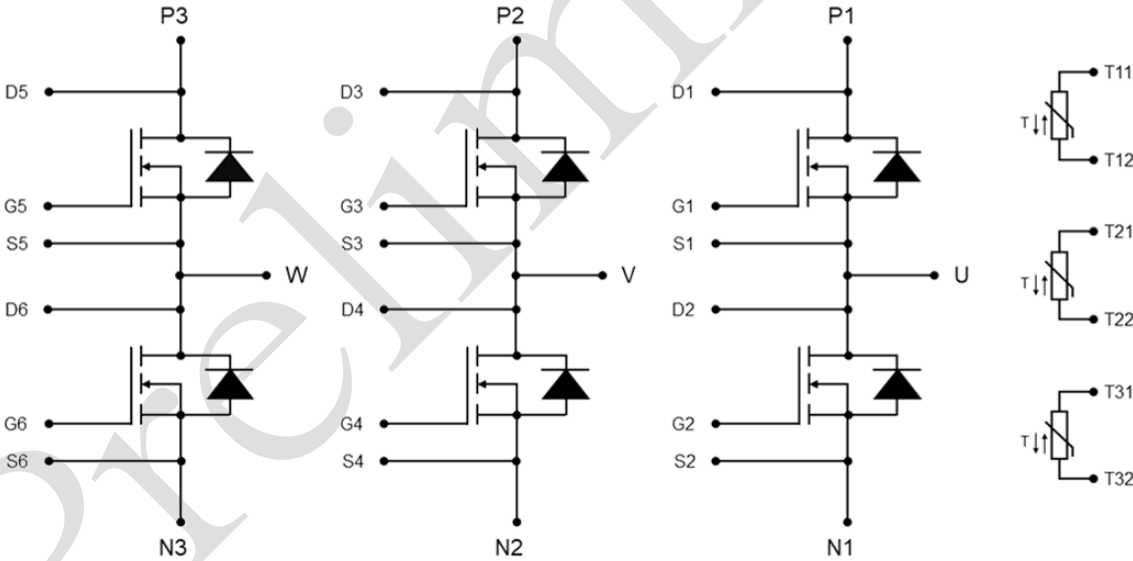 P3 P2 P1
D5 D3 D1 T11
T↓↑
T12
G5 G3 G1
S5 S3 S1 T21
W V U
T↓↑
D6 D4 D2 T22
T31
G6 G4 G2
T↓↑
S6 S4 S2 T32
N3 N2 N1
Prelim